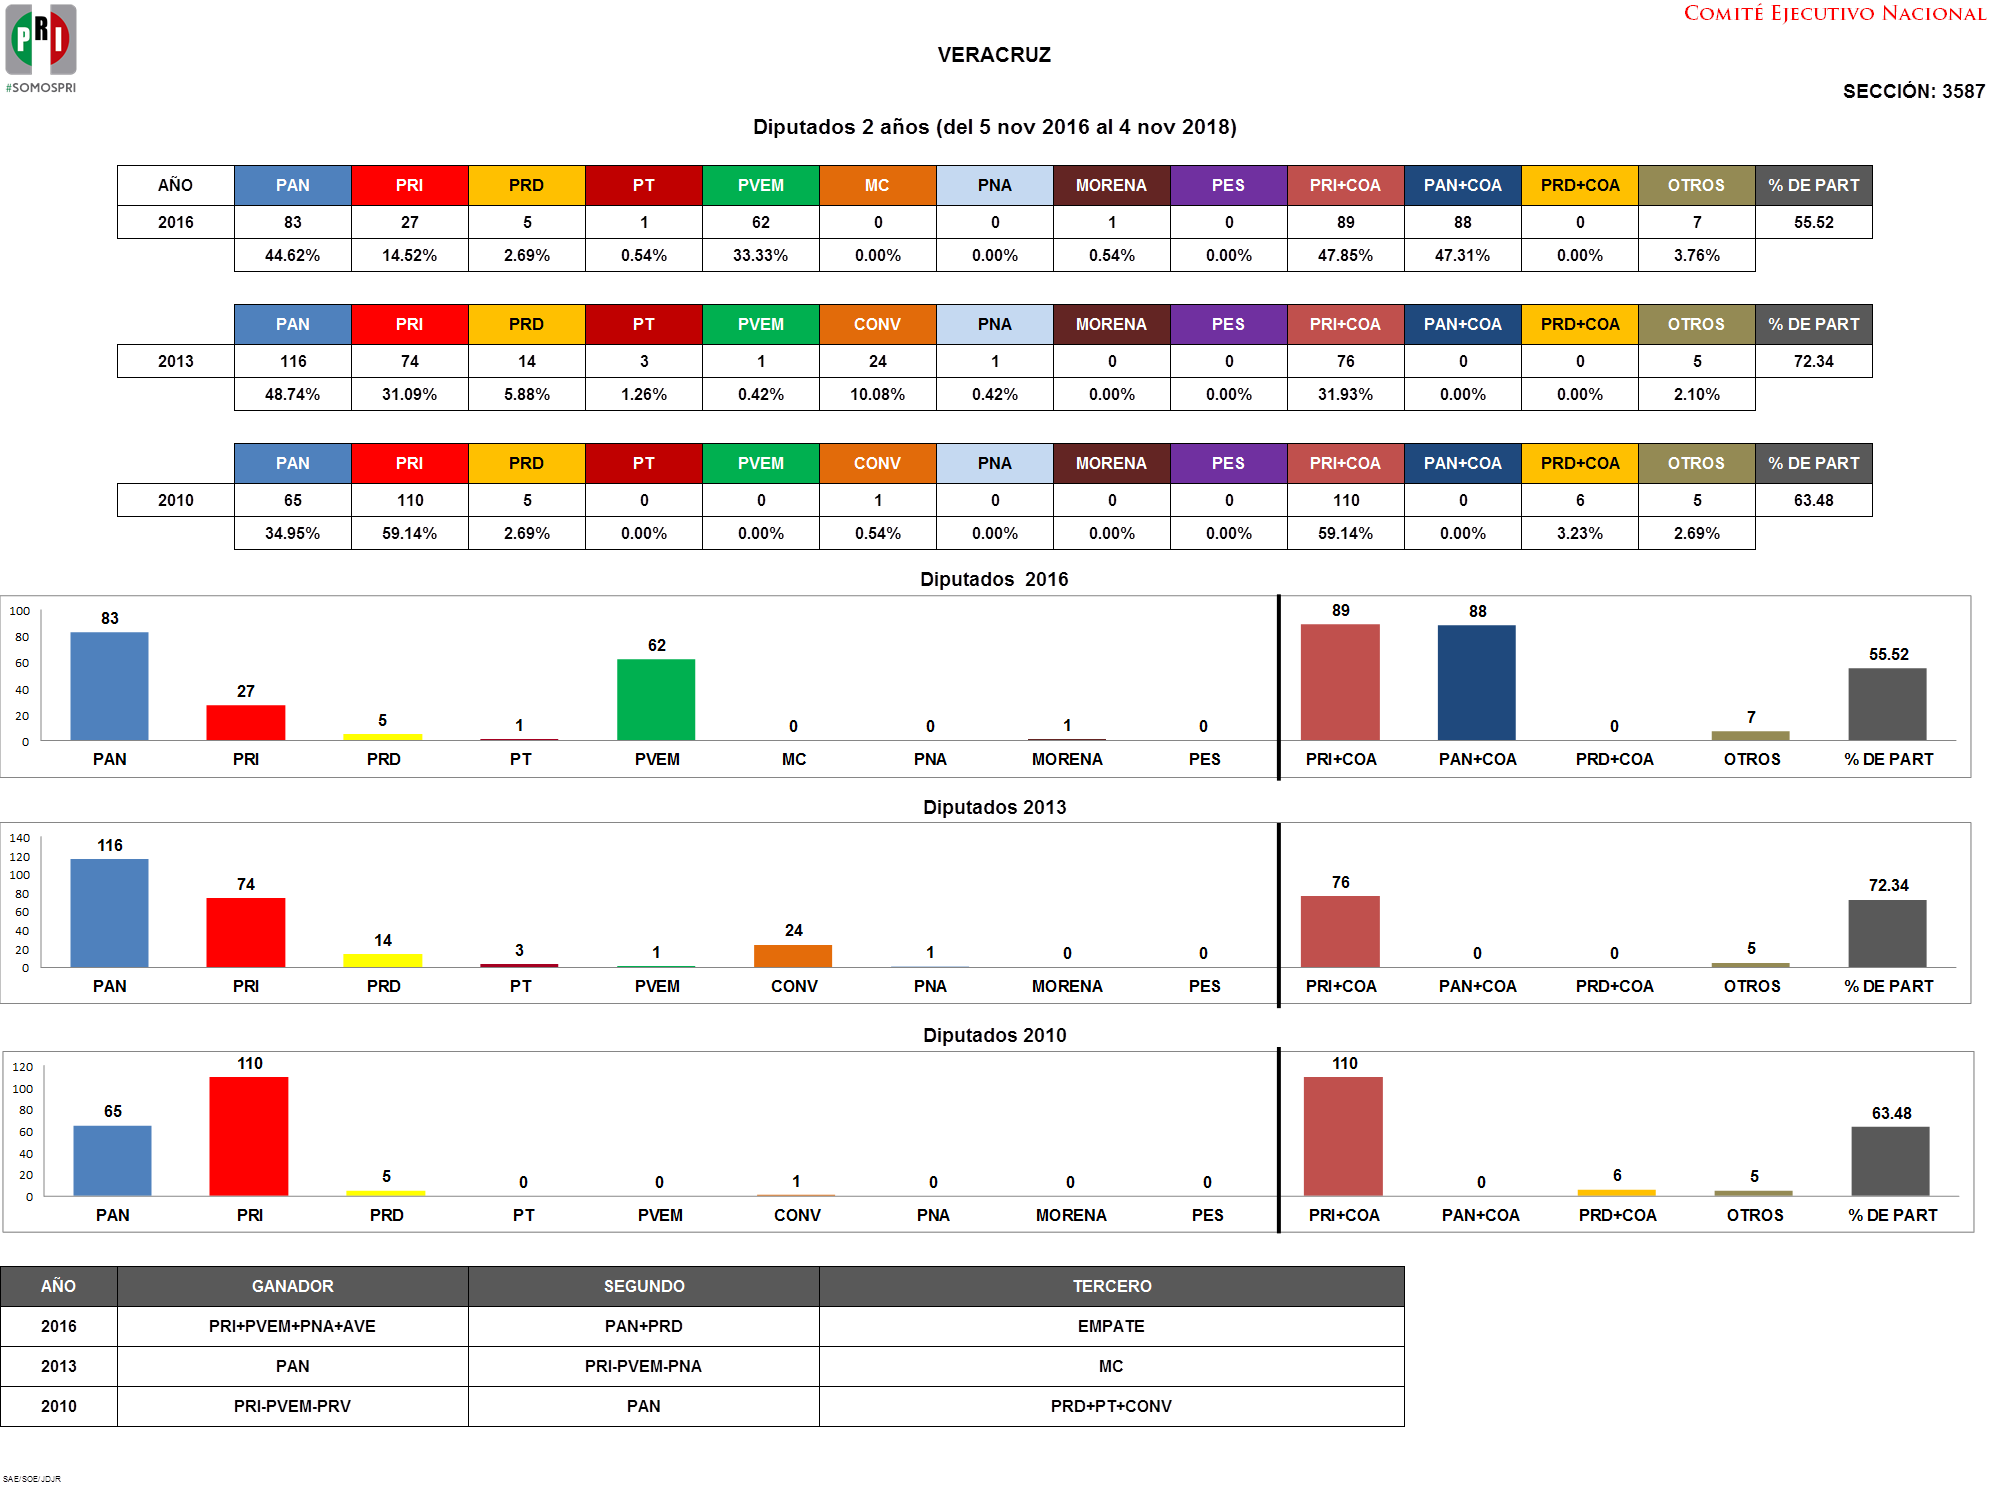 PRI
#SOMOSPRI
COMITÉ EJECUTIVO NACIONAL
VERACRUZ
SECCIÓN: 3587
Diputados 2 años (del 5 nov 2016 al 4 nov 2018)
AÑO PAN PRI PRD PT PVEM MC PNA MORENA PES PRI+COA PAN+COA PRD+COA OTROS % DE PART
2016 83 27 5 1 62 0 0 1 0 89 88 0 7 55.52
44.62% 14.52% 2.69% 0.54% 33.33% 0.00% 0.00% 0.54% 0.00% 47.85% 47.31% 0.00% 3.76%
PAN PRI PRD PT PVEM CONV PNA MORENA PES PRI+COA PAN+COA PRD+COA OTROS % DE PART
2013 116 74 14 3 1 24 1 0 0 76 0 0 5 72.34
48.74% 31.09% 5.88% 1.26% 0.42% 10.08% 0.42% 0.00% 0.00% 31.93% 0.00% 0.00% 2.10%
PAN PRI PRD PT PVEM CONV PNA MORENA PES PRI+COA PAN+COA PRD+COA OTROS % DE PART
2010 65 110 5 0 0 1 0 0 0 110 0 6 5 63.48
34.95% 59.14% 2.69% 0.00% 0.00% 0.54% 0.00% 0.00% 0.00% 59.14% 0.00% 3.23% 2.69%
Diputados 2016
100
80
60
40
20
0
83 27 5 1 62 0 0 1 0 89 88 0 7 55.52
PAN PRI PRD PT PVEM MC PNA MORENA PES PRI+COA PAN+COA PRD+COA OTROS % DE PART
Diputados 2013
140
120
100
80
60
40
20
0
116 74 14 3 1 24 1 0 0 76 0 0 5 72.34
PAN PRI PRD PT PVEM CONV PNA MORENA PES PRI+COA PAN+COA PRD+COA OTROS % DE PART
Diputados 2010
120
100
80
60
40
20
0
65 110 5 0 0 1 0 0 0 110 0 6 5 63.48
PAN PRI PRD PT PVEM CONV PNA MORENA PES PRI+COA PAN+COA PRD+COA OTROS % DE PART
AÑO GANADOR SEGUNDO TERCERO
2016 PRI+PVEM+PNA+AVE PAN+PRD EMPATE
2013 PAN PRI-PVEM-PNA MC
2010 PRI-PVEM-PRV PAN PRD+PT+CONV
SAE/SOE/JDJR